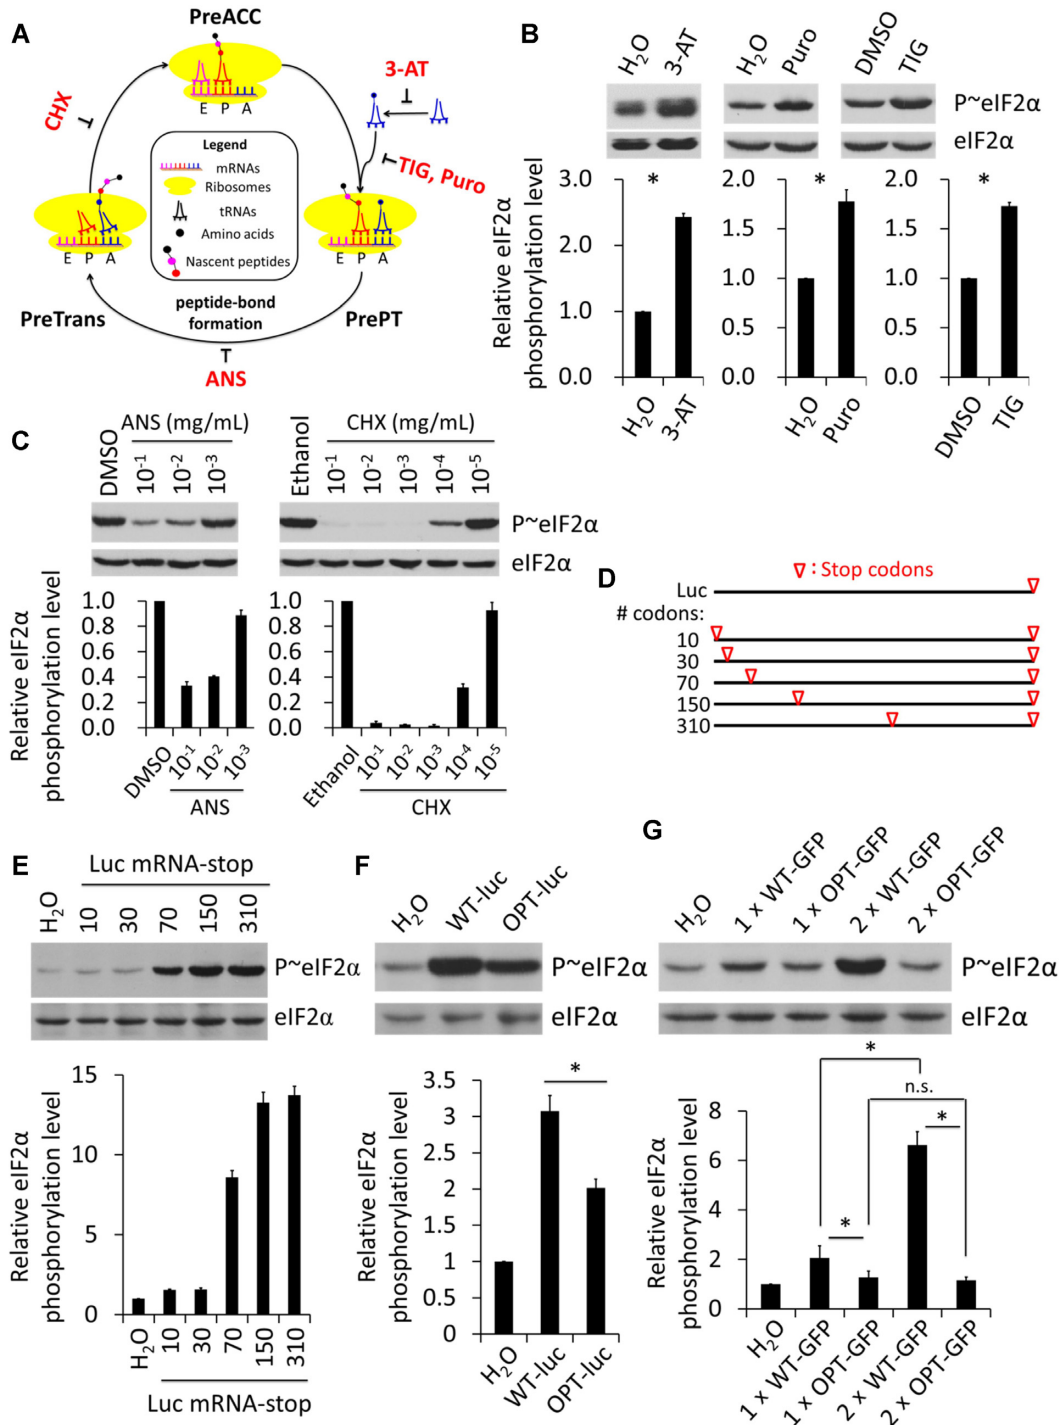 A
PreACC
3-AT
CHX
E P A
TIG, Puro
Legend
mRNAs
Ribosomes
tRNAs
Amino acids
Nascent peptides
E P A
E P A
PreTrans
peptide-bond
formation
PrePT
ANS
B
H2O
3-AT
H2O
Puro
DMSO
TIG
P~eIF2α
eIF2α
Relative eIF2α
phosphorylation level
3.0
2.0
1.0
0.0
*
H2O
3-AT
2.0
1.5
1.0
0.5
0.0
*
H2O
Puro
2.0
1.5
1.0
0.5
0.0
*
DMSO
TIG
C
ANS (mg/mL)
CHX (mg/mL)
DMSO
10-1
10-2
10-3
Ethanol
10-1
10-2
10-3
10-4
10-5
P~eIF2α
eIF2α
Relative eIF2α
phosphorylation level
1.0
0.8
0.6
0.4
0.2
0.0
DMSO
10-1
10-2
10-3
ANS
1.0
0.8
0.6
0.4
0.2
0.0
Ethanol
10-1
10-2
10-3
10-4
10-5
CHX
D
: Stop codons
Luc
# codons:
10
30
70
150
310
E
Luc mRNA-stop
H2O
10
30
70
150
310
P~eIF2α
eIF2α
Relative eIF2α
phosphorylation level
15
10
5
0
H2O
10
30
70
150
310
Luc mRNA-stop
F
H2O
WT-luc
OPT-luc
P~eIF2α
eIF2α
Relative eIF2α
phosphorylation level
3.5
3
2.5
2
1.5
1
0.5
0
*
H2O
WT-luc
OPT-luc
G
H2O
1 x WT-GFP
1 x OPT-GFP
2 x WT-GFP
2 x OPT-GFP
P~eIF2α
eIF2α
Relative eIF2α
phosphorylation level
8
6
4
2
0
*
n.s.
*
*
H2O
1 x WT-GFP
1 x OPT-GFP
2 x WT-GFP
2 x OPT-GFP